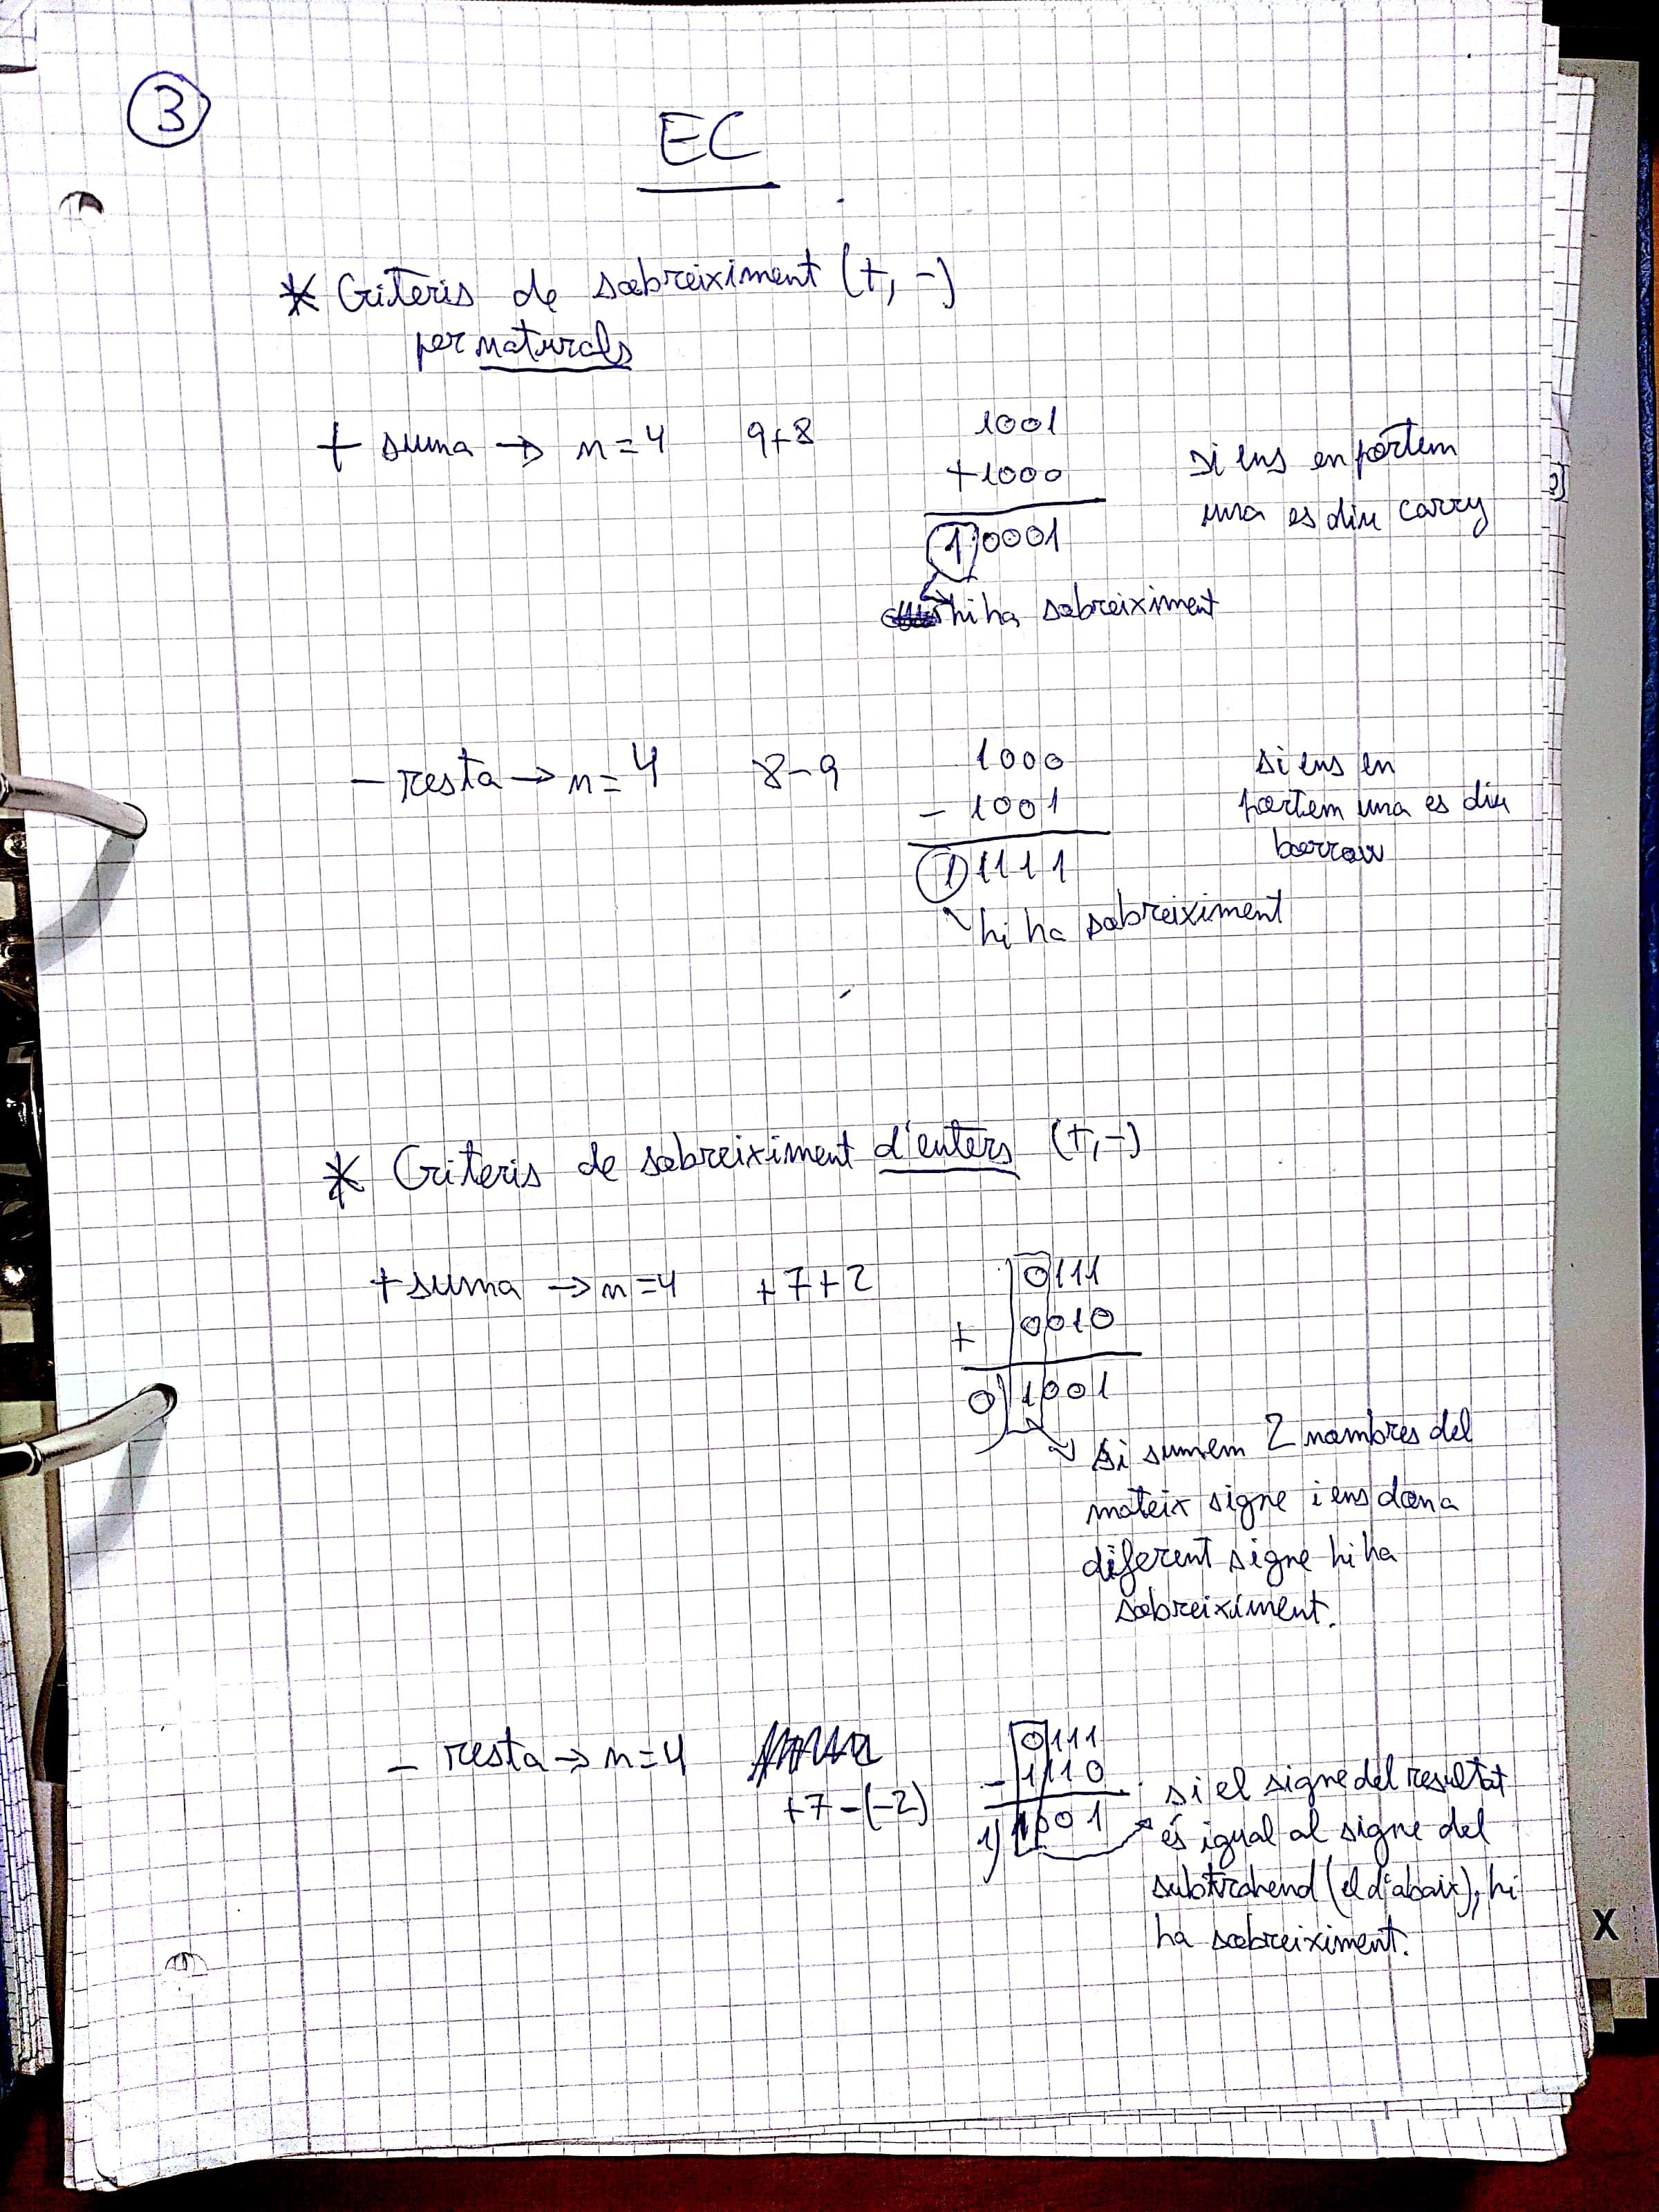 3
EC
* Criteris de sobreiximent (+, -)
per naturals
+ suma → n=4 9+8
1001
+1000
1 0001
hi ha sobreiximent
si ens en portem
una es diu carry
- resta → n=4 8-9
1000
- 1001
1 1111
hi ha sobreiximent
si ens en
portem una es diu
borrow
* Criteris de sobreiximent d'enters (+,-)
+ suma → n=4 +7+2
0111
+ 0010
0) 1001
si sumem 2 nombres del
mateix signe i ens dona
diferent signe hi ha
sobreiximent.
- resta → n=4
+7-(-2)
0111
- 1110
1) 1001
si el signe del resultat
és igual al signe del
substrahend (el d'abaix), hi
ha sobreiximent.
X